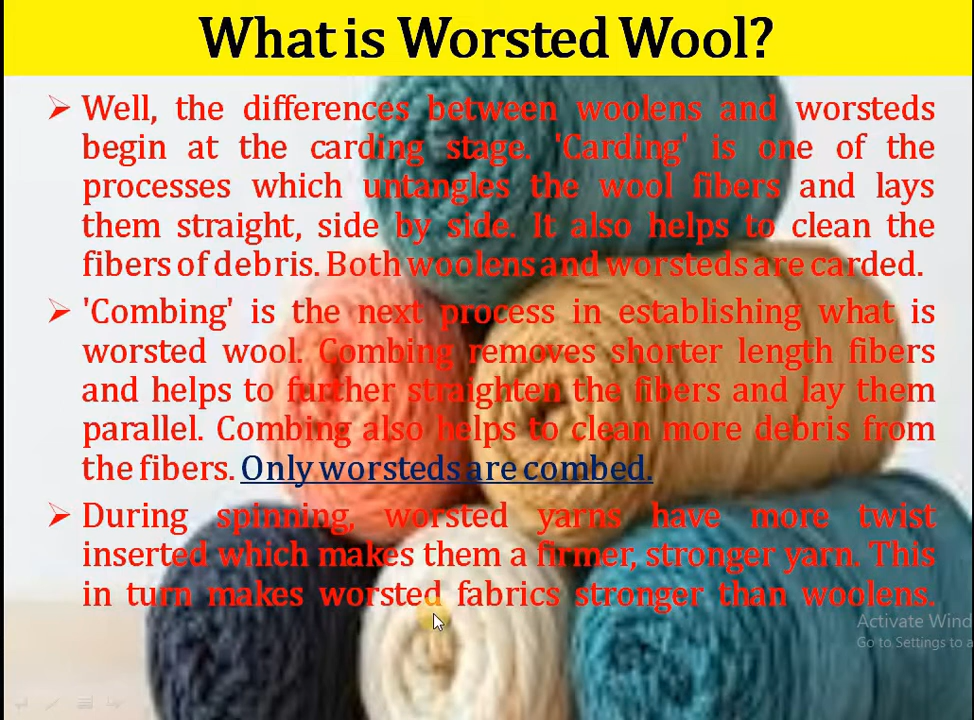 What is Worsted Wool?
Well, the differences between woolens and worsteds
begin at the carding stage. 'Carding' is one of the
processes which untangles the wool fibers and lays
them straight, side by side. It also helps to clean the
fibers of debris. Both woolens and worsteds are carded.
'Combing' is the next process in establishing what is
worsted wool. Combing removes shorter length fibers
and helps to further straighten the fibers and lay them
parallel. Combing also helps to clean more debris from
the fibers. Only worsteds are combed.
During spinning, worsted yarns have more twist
inserted which makes them a firmer, stronger yarn. This
in turn makes worsted fabrics stronger than woolens.
Activate Wind
Go to Settings to a